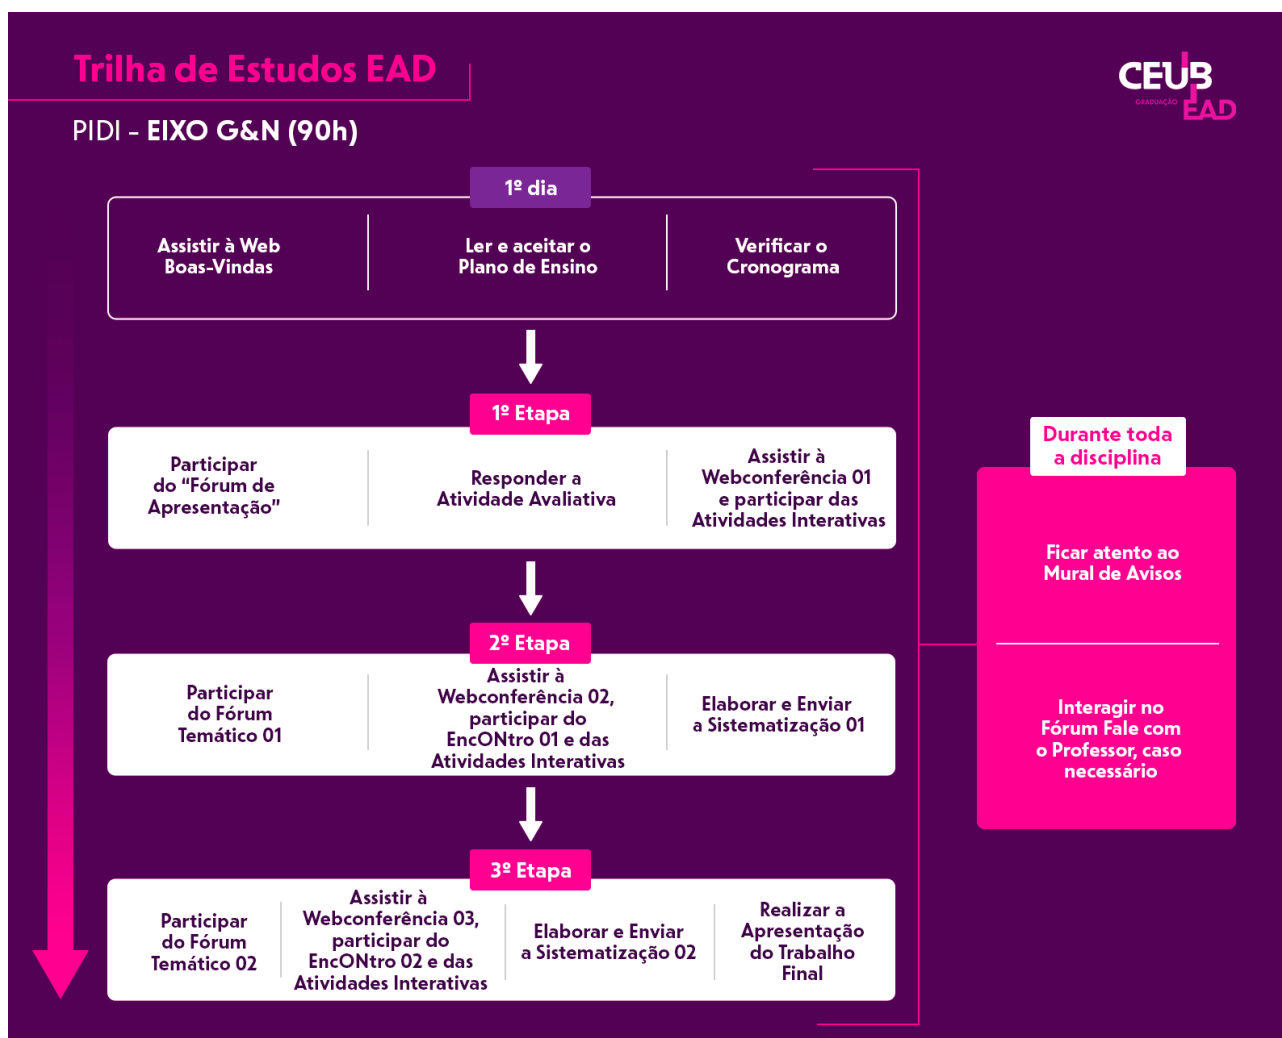 Trilha de Estudos EAD
CEUB
GRADUAÇÃO
EAD
PIDI - EIXO G&N (90h)
1º dia
Assistir à Web
Boas-Vindas
Ler e aceitar o
Plano de Ensino
Verificar o
Cronograma
1º Etapa
Participar
do “Fórum de
Apresentação”
Responder a
Atividade Avaliativa
Assistir à
Webconferência 01
e participar das
Atividades Interativas
2º Etapa
Participar
do Fórum
Temático 01
Assistir à
Webconferência 02,
participar do
EncONtro 01 e das
Atividades Interativas
Elaborar e Enviar
a Sistematização 01
3º Etapa
Participar
do Fórum
Temático 02
Assistir à
Webconferência 03,
participar do
EncONtro 02 e das
Atividades Interativas
Elaborar e Enviar
a Sistematização 02
Realizar a
Apresentação
do Trabalho
Final
Durante toda
a disciplina
Ficar atento ao
Mural de Avisos
Interagir no
Fórum Fale com
o Professor, caso
necessário